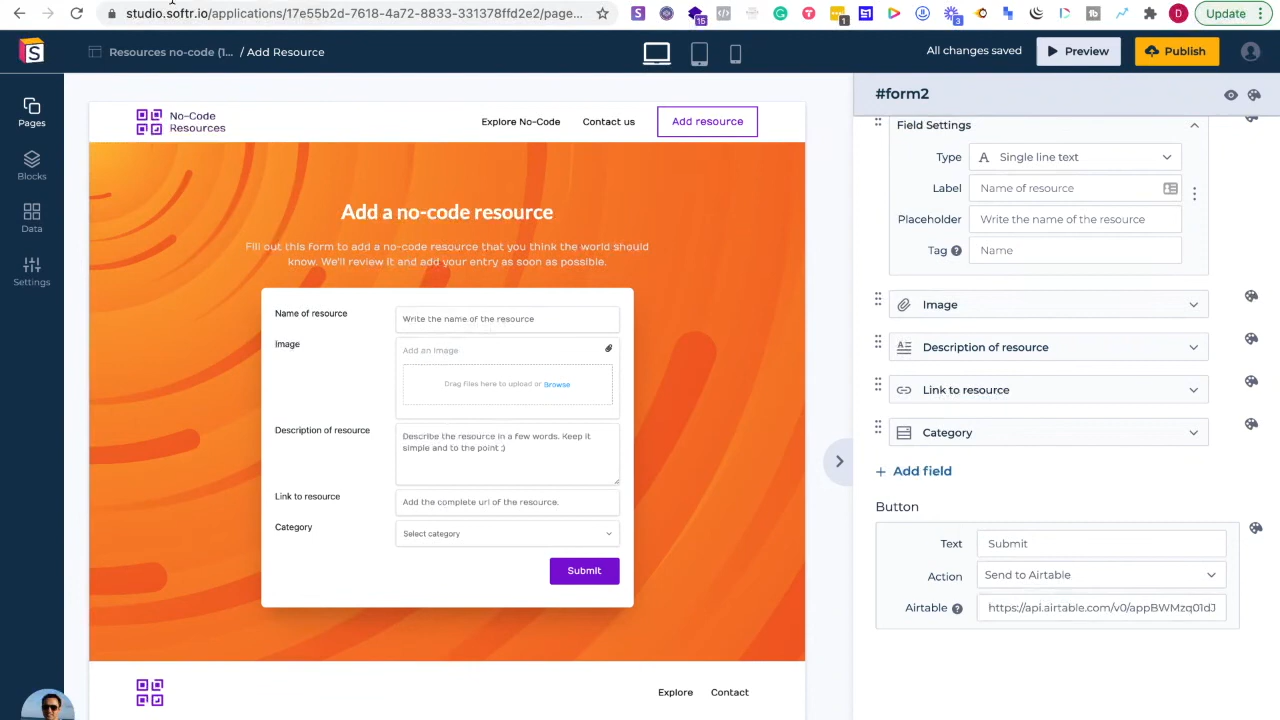 studio.softr.io/applications/17e55b2d-7618-4a72-8833-331378ffd2e2/page...
15
1
3
D
Update
S
Resources no-code (1... / Add Resource
All changes saved
Preview
Publish
Pages
Blocks
Data
Settings
No-Code
Resources
Explore No-Code
Contact us
Add resource
Add a no-code resource
Fill out this form to add a no-code resource that you think the world should
know. We'll review it and add your entry as soon as possible.
Name of resource
Write the name of the resource
Image
Add an image
Drag files here to upload or Browse
Description of resource
Describe the resource in a few words. Keep it
simple and to the point ;)
Link to resource
Add the complete url of the resource.
Category
Select category
Submit
Explore
Contact
#form2
Field Settings
Type
A Single line text
Label
Name of resource
Placeholder
Write the name of the resource
Tag
Name
Image
Description of resource
Link to resource
Category
+ Add field
Button
Text
Submit
Action
Send to Airtable
Airtable
https://api.airtable.com/v0/appBWMzq01dJ